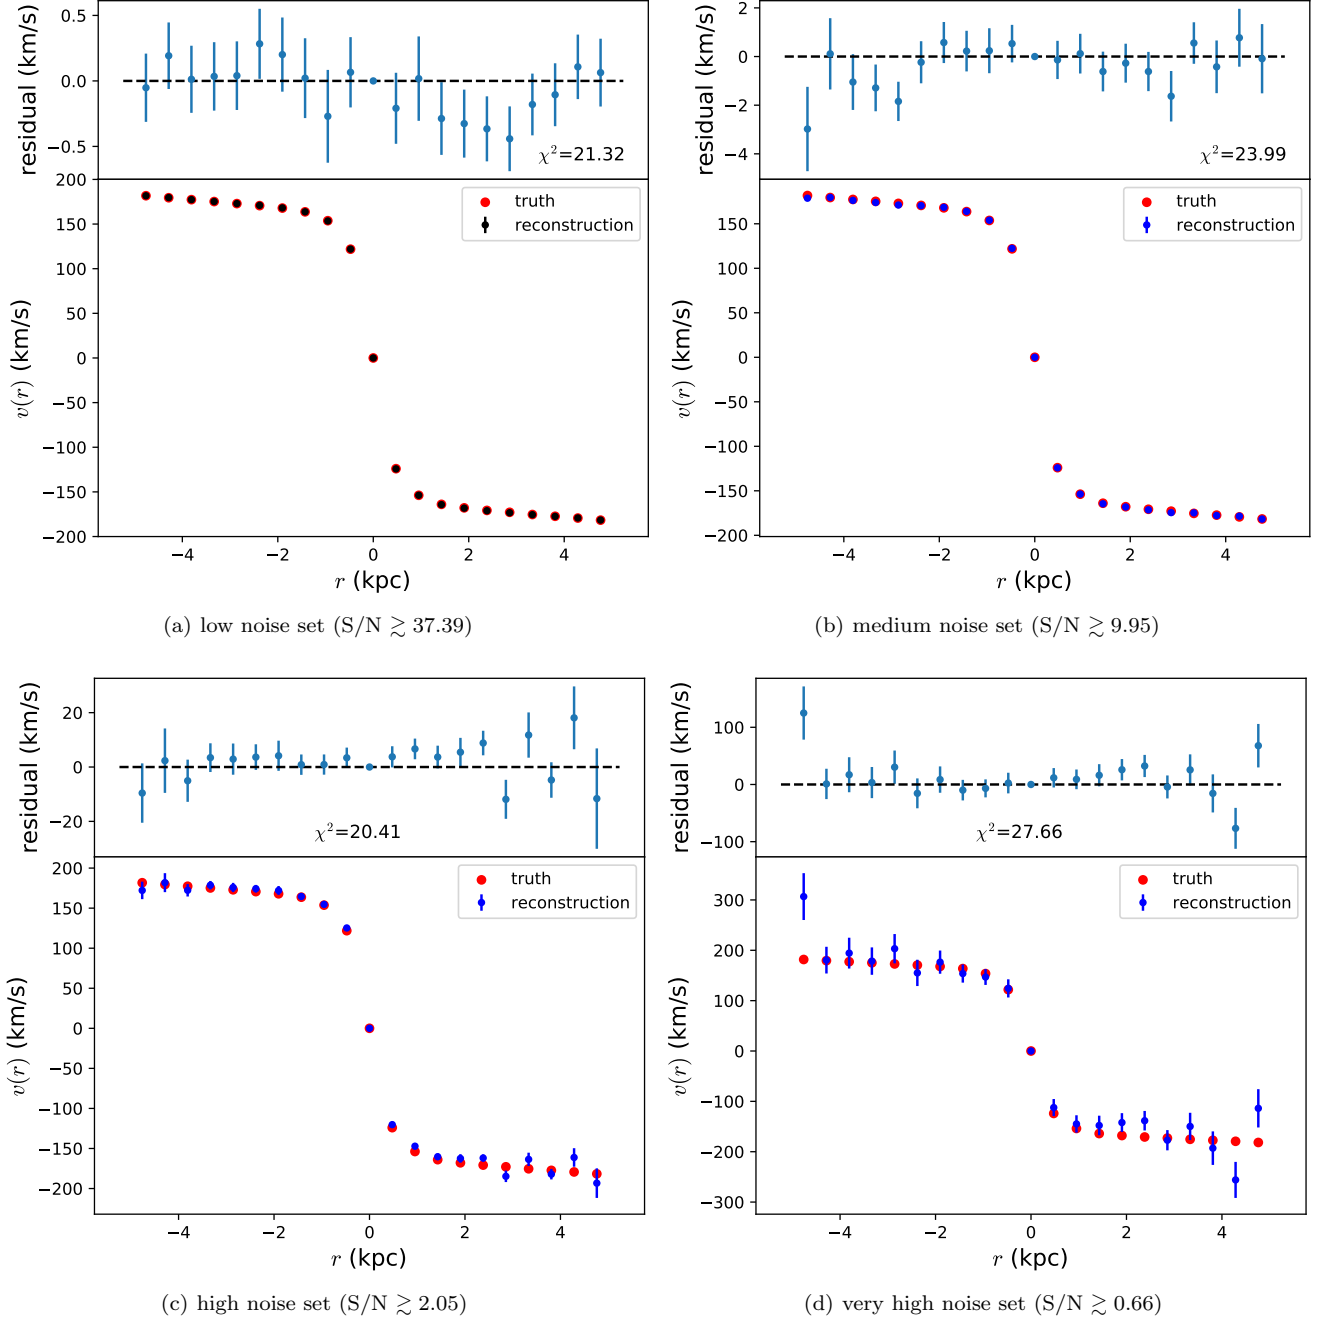 residual (km/s)
0.5
0.0
−0.5
χ²=21.32
v(r) (km/s)
200
150
100
50
0
−50
−100
−150
−200
truth
reconstruction
−4 −2 0 2 4
r (kpc)
(a) low noise set (S/N ≳ 37.39)
residual (km/s)
2
0
−2
−4
χ²=23.99
v(r) (km/s)
200
150
100
50
0
−50
−100
−150
−200
truth
reconstruction
−4 −2 0 2 4
r (kpc)
(b) medium noise set (S/N ≳ 9.95)
residual (km/s)
20
0
−20
χ²=20.41
v(r) (km/s)
200
150
100
50
0
−50
−100
−150
−200
truth
reconstruction
−4 −2 0 2 4
r (kpc)
(c) high noise set (S/N ≳ 2.05)
residual (km/s)
100
0
−100
χ²=27.66
v(r) (km/s)
300
200
100
0
−100
−200
−300
truth
reconstruction
−4 −2 0 2 4
r (kpc)
(d) very high noise set (S/N ≳ 0.66)